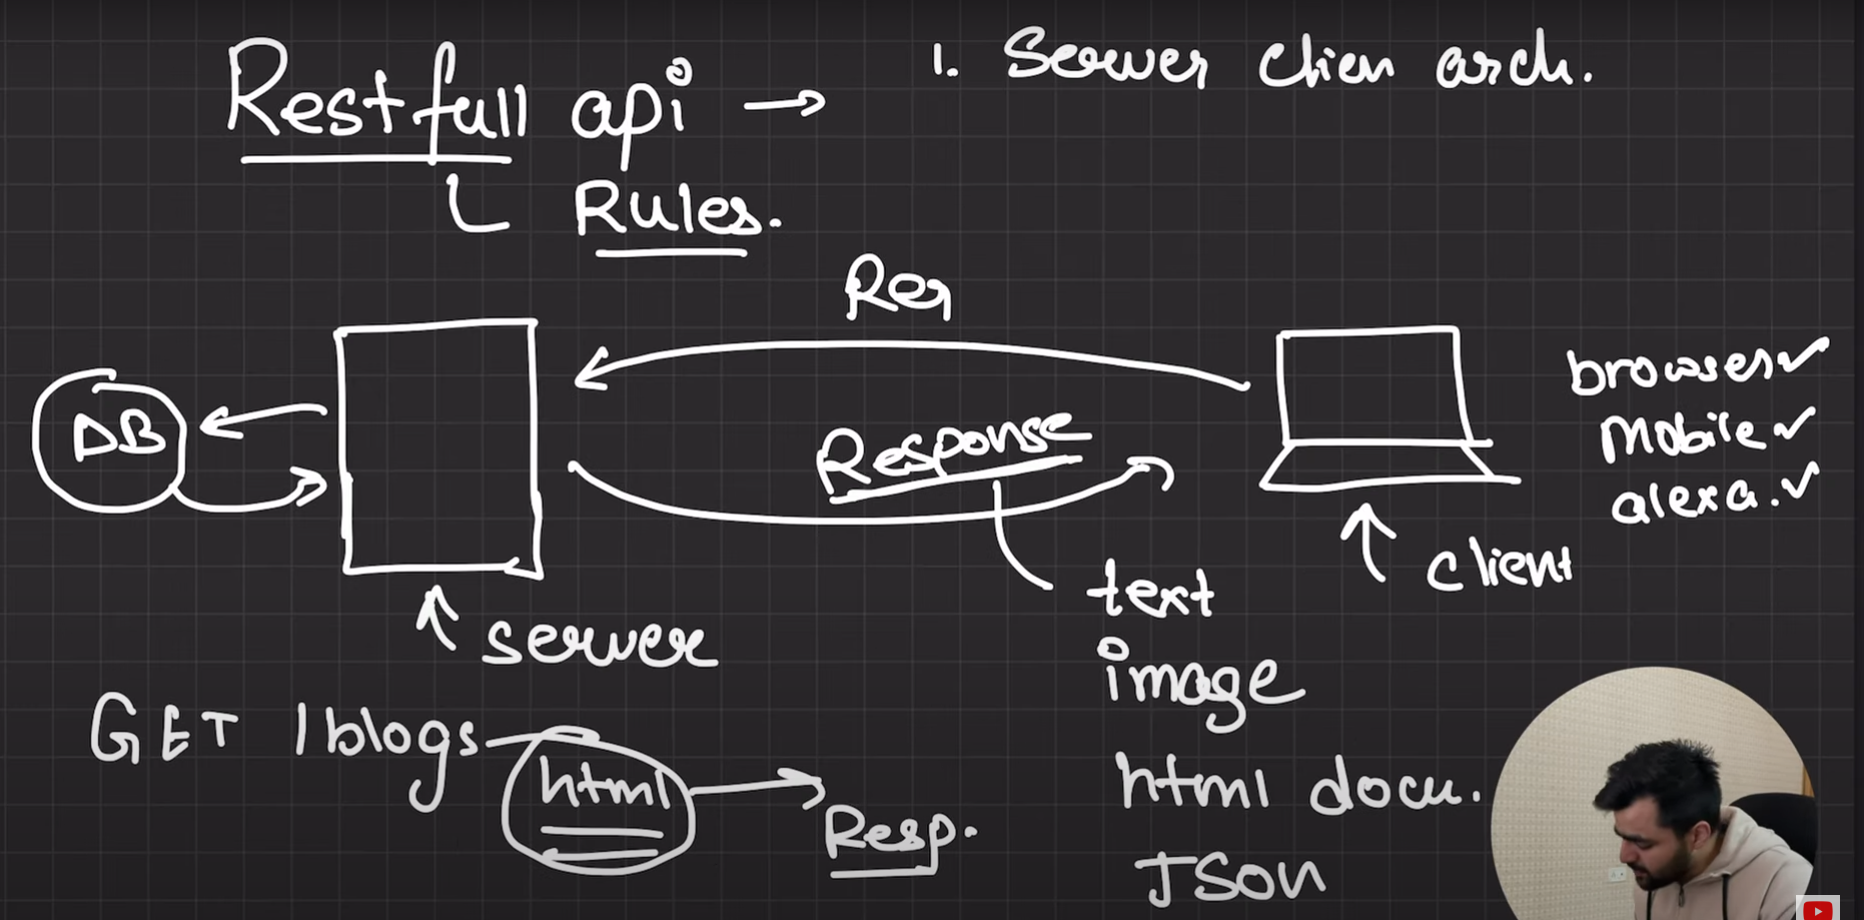 Restfull api →
1. Server clien arch.
Rules.
Req
DB
Response
browser✓
Mobile✓
alexa.✓
client
server
text
image
html docu.
JSon
GET /blogs
html
Resp.